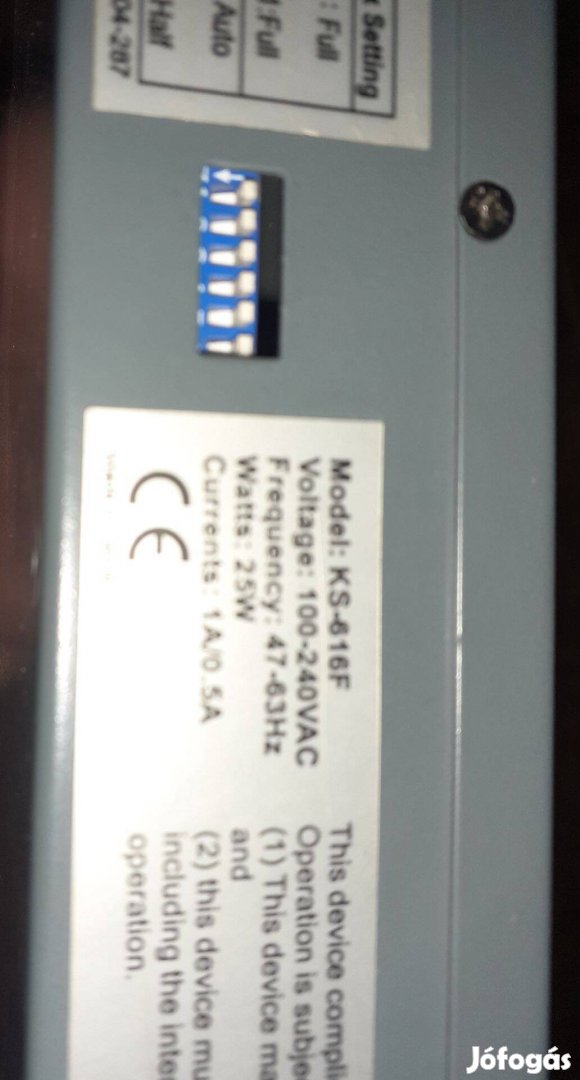 x Setting
: Full
l:Full
Auto
Half
04-287
Model: KS-616F
Voltage: 100-240VAC
Frequency: 47-63Hz
Watts: 25W
Currents: 1A/0.5A
CE
This device compli
Operation is subje
(1) This device ma
and
(2) this device mu
including the inter
operation.
Jófogás